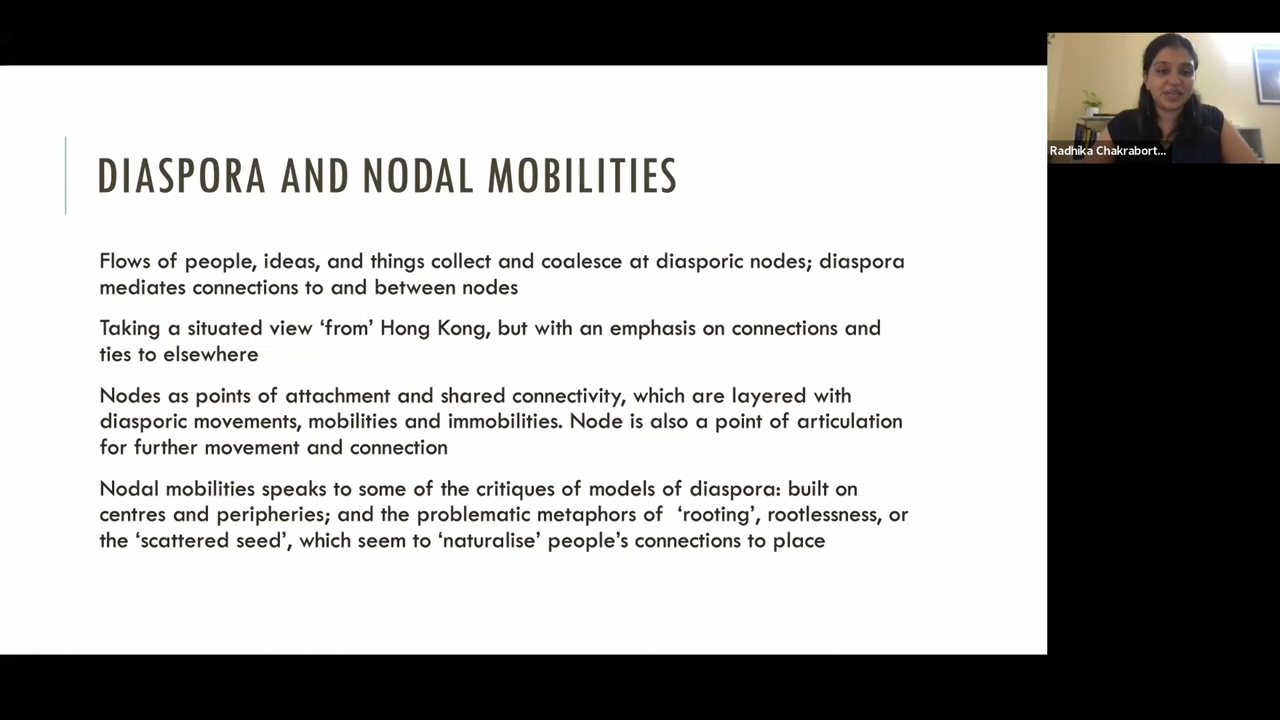 DIASPORA AND NODAL MOBILITIES
Flows of people, ideas, and things collect and coalesce at diasporic nodes; diaspora
mediates connections to and between nodes
Taking a situated view ‘from’ Hong Kong, but with an emphasis on connections and
ties to elsewhere
Nodes as points of attachment and shared connectivity, which are layered with
diasporic movements, mobilities and immobilities. Node is also a point of articulation
for further movement and connection
Nodal mobilities speaks to some of the critiques of models of diaspora: built on
centres and peripheries; and the problematic metaphors of  ‘rooting’, rootlessness, or
the ‘scattered seed’, which seem to ‘naturalise’ people’s connections to place
Radhika Chakrabort...